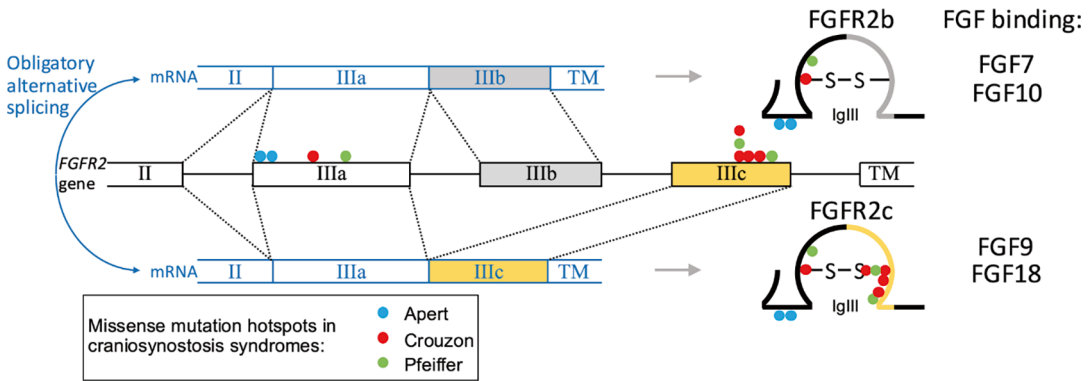 FGFR2b
FGF binding:
Obligatory
alternative
splicing
mRNA
II
IIIa
IIIb
TM
FGF7
FGF10
S
S
IgIII
FGFR2
gene
II
IIIa
IIIb
IIIc
TM
FGFR2c
mRNA
II
IIIa
IIIc
TM
FGF9
FGF18
S
S
IgIII
Missense mutation hotspots in
craniosynostosis syndromes:
Apert
Crouzon
Pfeiffer